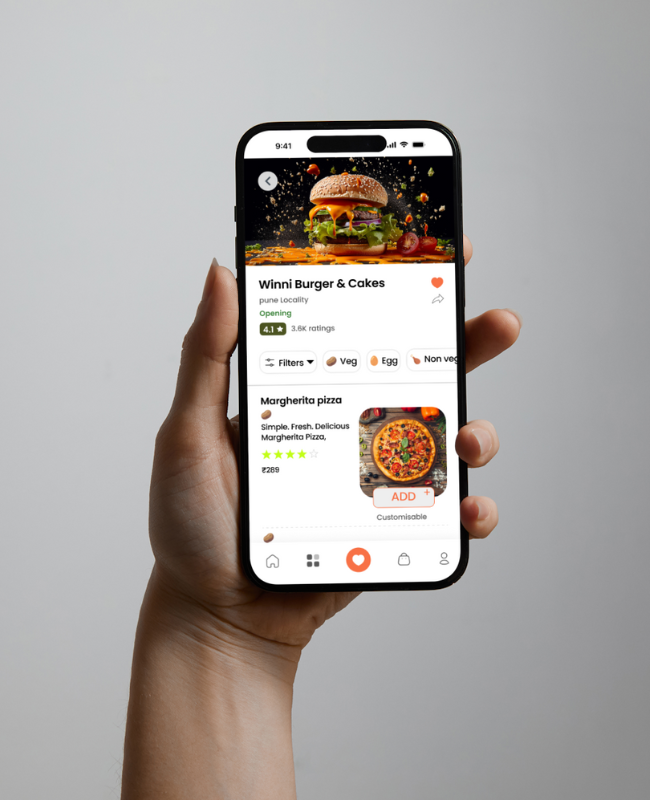 9:41
Winni Burger & Cakes
pune Locality
Opening
4.1 ★ 3.6K ratings
Filters
Veg
Egg
Non veg
Margherita pizza
Simple. Fresh. Delicious
Margherita Pizza,
₹289
ADD +
Customisable